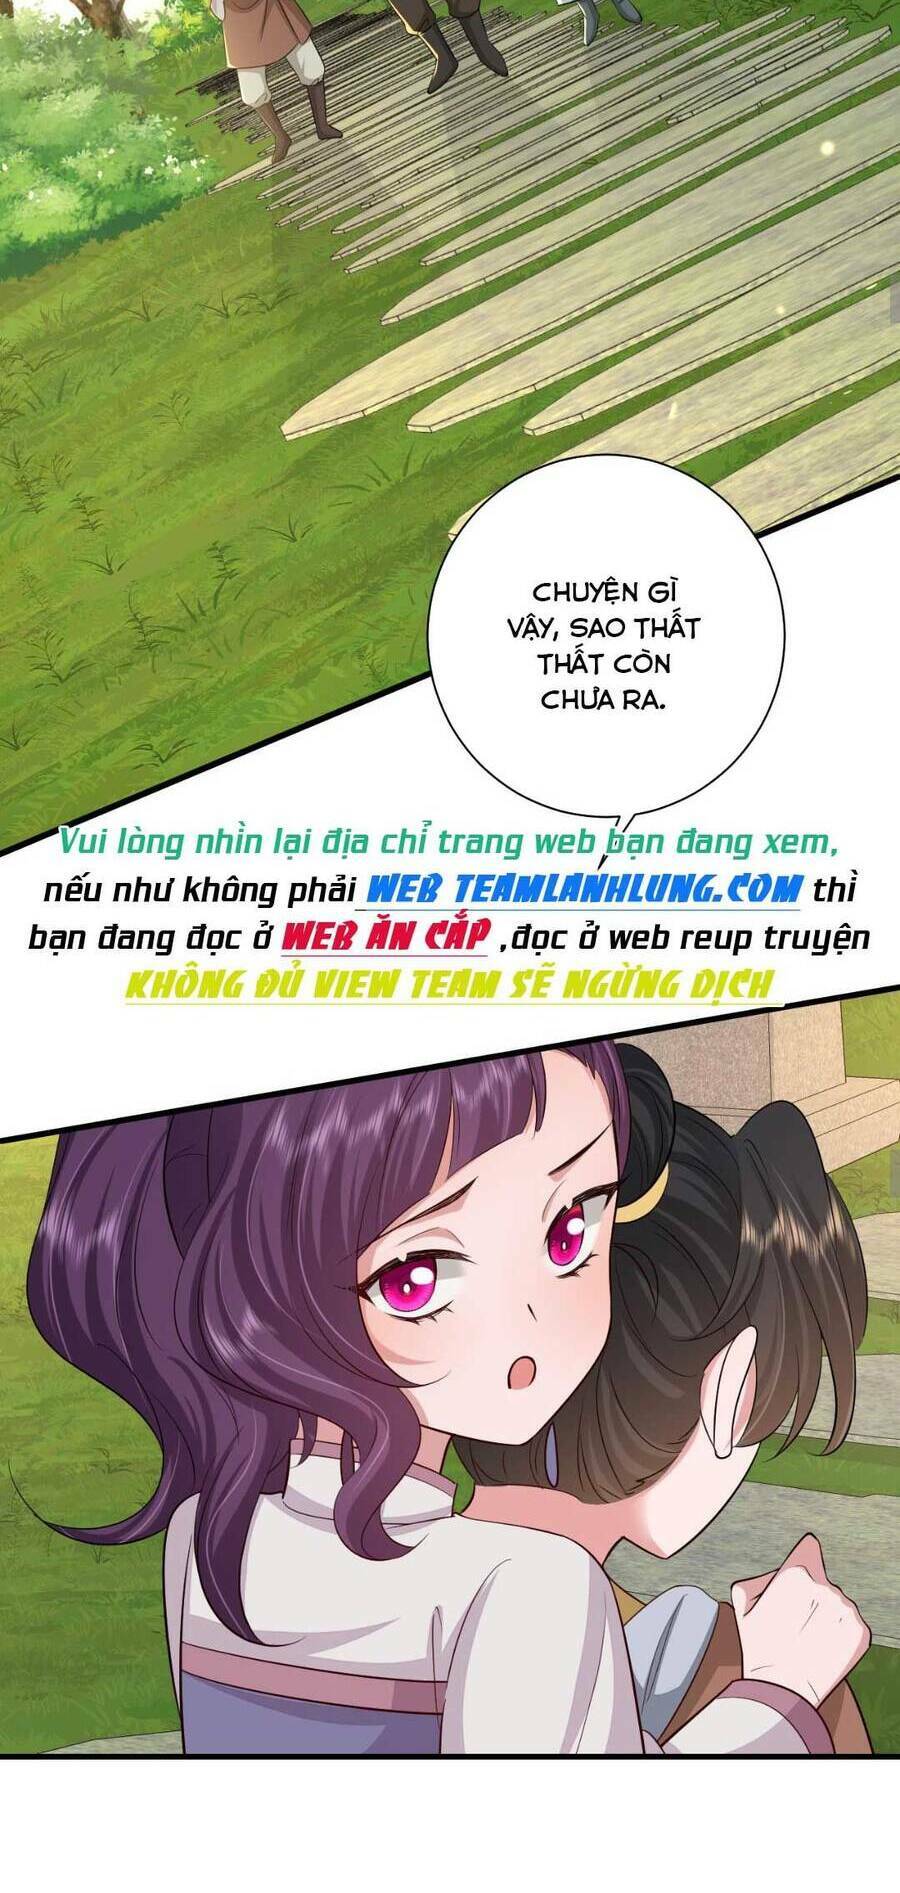 CHUYỆN GÌ
VẬY, SAO THẤT
THẤT CÒN
CHƯA RA.
Vui lòng nhìn lại địa chỉ trang web bạn đang xem,
nếu như không phải WEB TEAMLANHLUNG.COM thì
bạn đang đọc ở WEB ĂN CẮP ,đọc ở web reup truyện
KHÔNG ĐỦ VIEW TEAM SẼ NGỪNG DỊCH